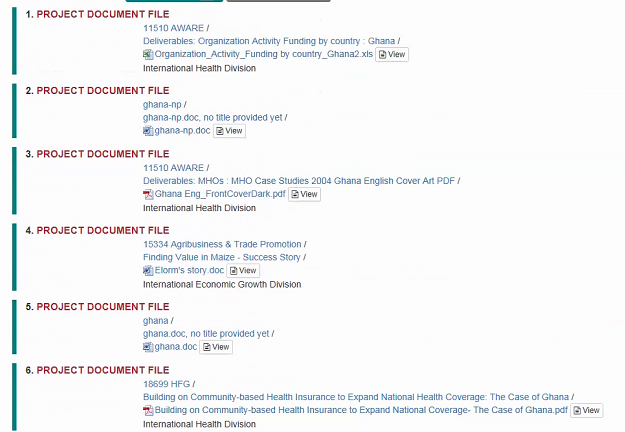 1. PROJECT DOCUMENT FILE
11510 AWARE /
Deliverables: Organization Activity Funding by country : Ghana /
Organization_Activity_Funding by country_Ghana2.xls View
International Health Division
2. PROJECT DOCUMENT FILE
ghana-np /
ghana-np.doc, no title provided yet /
ghana-np.doc View
3. PROJECT DOCUMENT FILE
11510 AWARE /
Deliverables: MHOs : MHO Case Studies 2004 Ghana English Cover Art PDF /
Ghana Eng_FrontCoverDark.pdf View
International Health Division
4. PROJECT DOCUMENT FILE
15334 Agribusiness & Trade Promotion /
Finding Value in Maize - Success Story /
Elorm's story.doc View
International Economic Growth Division
5. PROJECT DOCUMENT FILE
ghana /
ghana.doc, no title provided yet /
ghana.doc View
6. PROJECT DOCUMENT FILE
18699 HFG /
Building on Community-based Health Insurance to Expand National Health Coverage: The Case of Ghana /
Building on Community-based Health Insurance to Expand National Coverage- The Case of Ghana.pdf View
International Health Division